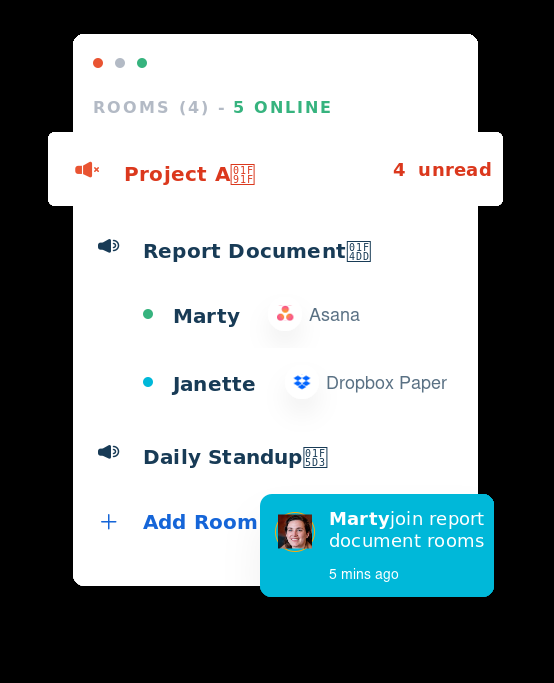 ROOMS (4) - 5 ONLINE
Project A🤟 4 unread
Report Document📝
Marty Asana
Janette Dropbox Paper
Daily Standup🗓
+ Add Room
Martyjoin report
document rooms
5 mins ago